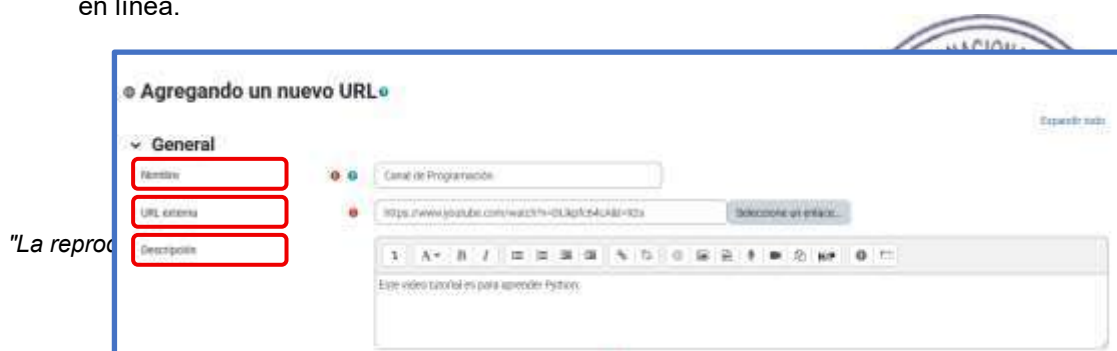 en línea.
NACION
Agregando un nuevo URL
Expandir todo
General
Nombre
Canal de Programación
URL externa
Seleccione un enlace...
"La reproc
Descripción
Este video tutorial es para aprender Python.